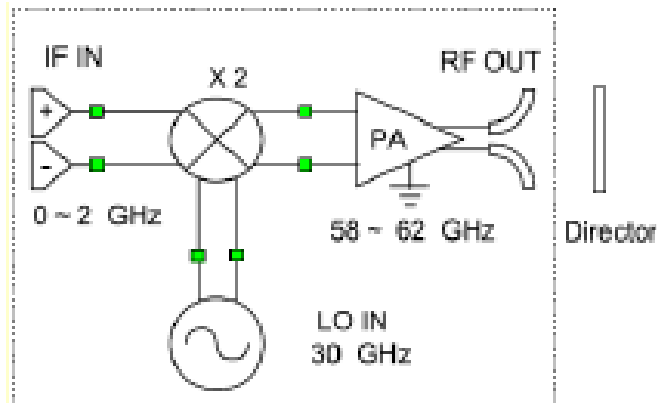 IF IN
X 2
RF OUT
+
PA
-
0 ~ 2 GHz
58 ~ 62 GHz
Director
LO IN
30 GHz